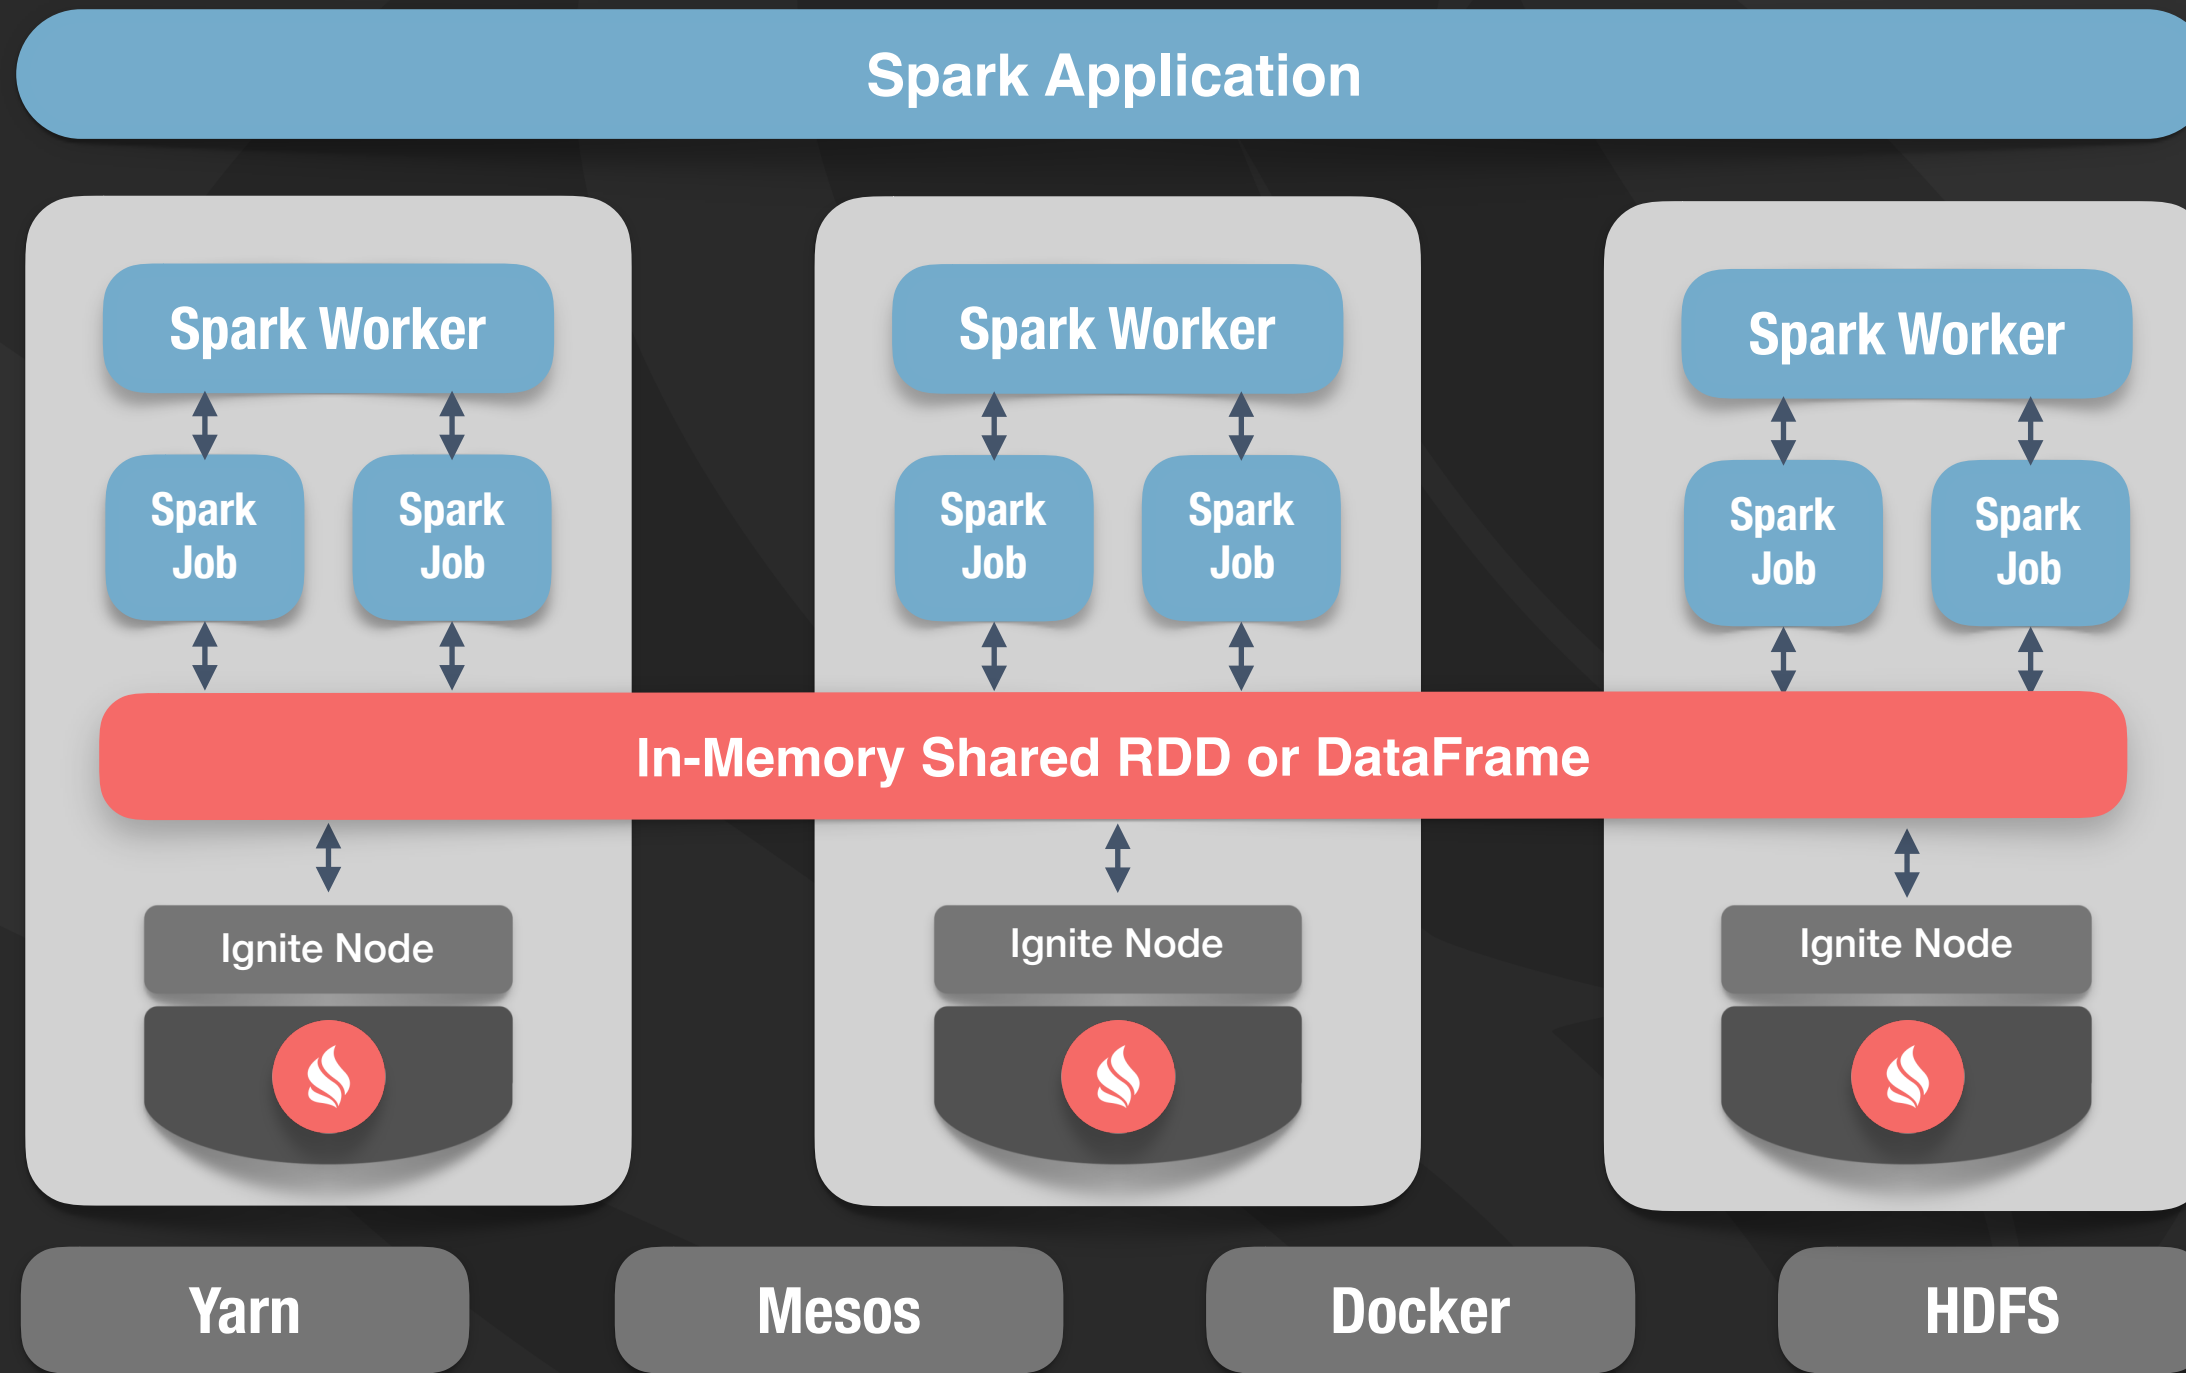 Spark Application
Spark Worker
Spark Worker
Spark Worker
Spark
Job
Spark
Job
Spark
Job
Spark
Job
Spark
Job
Spark
Job
In-Memory Shared RDD or DataFrame
Ignite Node
Ignite Node
Ignite Node
Yarn
Mesos
Docker
HDFS